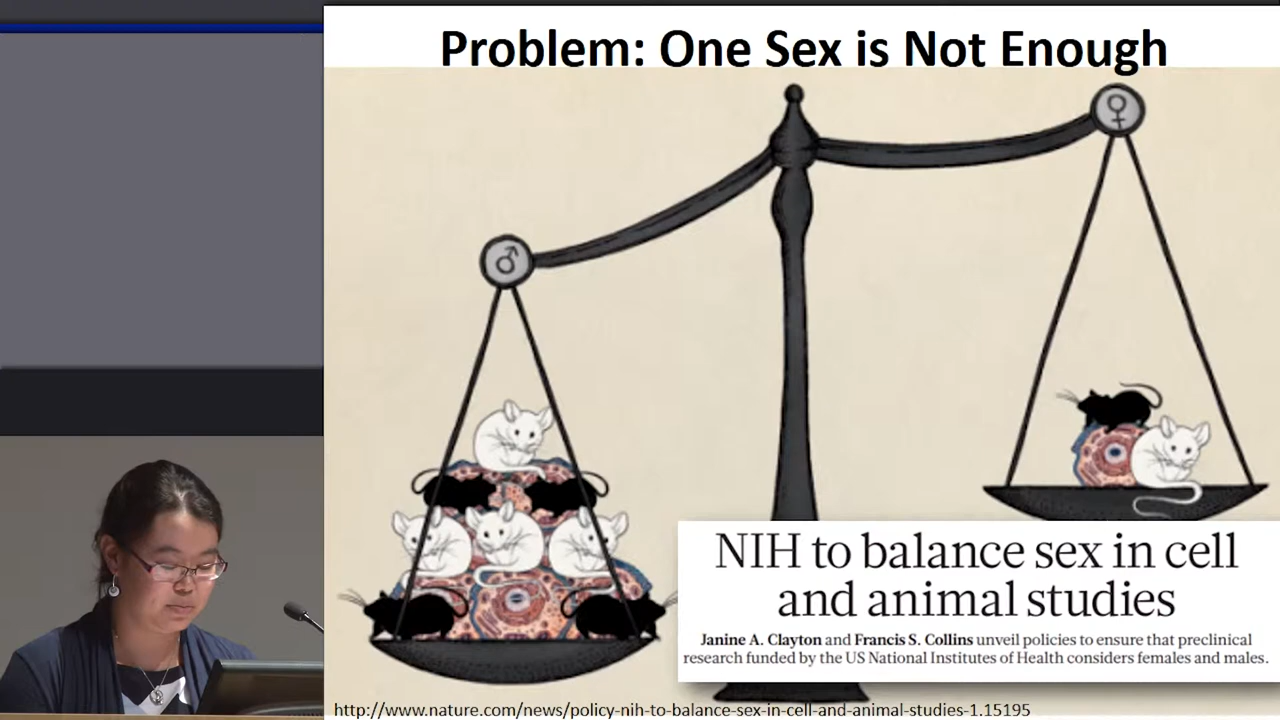 Problem: One Sex is Not Enough
♀
♂
NIH to balance sex in cell
and animal studies
Janine A. Clayton and Francis S. Collins unveil policies to ensure that preclinical
research funded by the US National Institutes of Health considers females and males.
http://www.nature.com/news/policy-nih-to-balance-sex-in-cell-and-animal-studies-1.15195